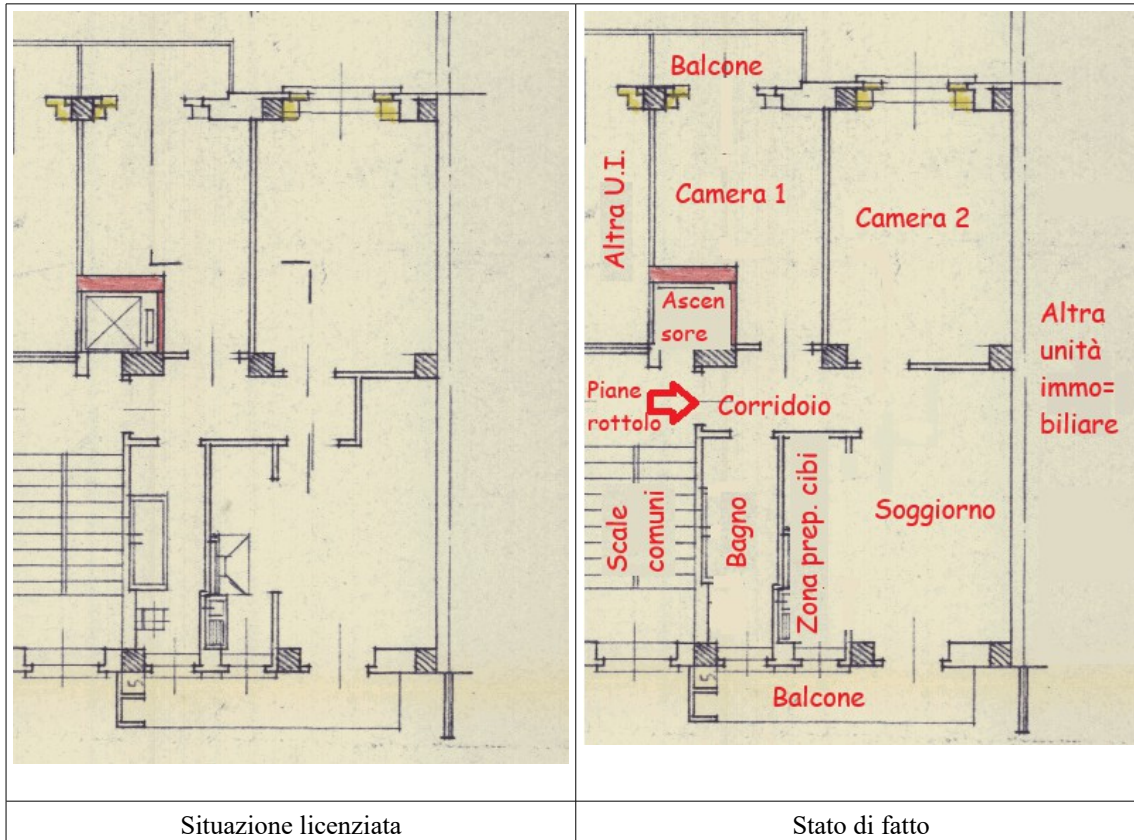 Balcone
Altra U.I.
Camera 1
Camera 2
Ascen
sore
Altra
unità
immo=
biliare
Piane
rottolo
Corridoio
Scale
comuni
Bagno
Zona prep. cibi
Soggiorno
Balcone
Situazione licenziata
Stato di fatto